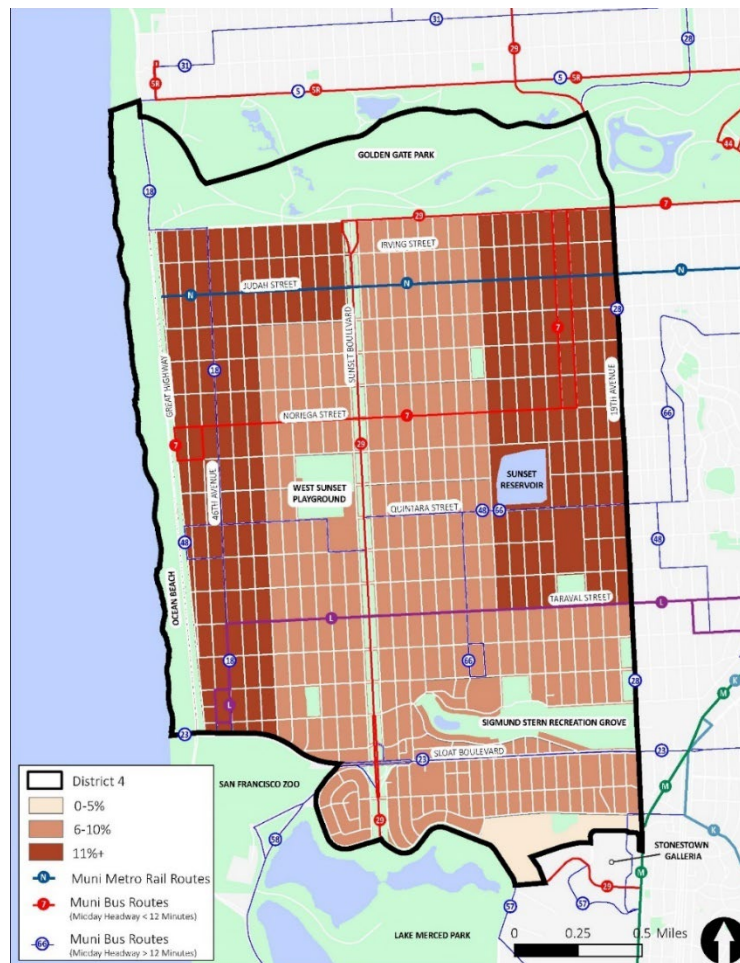 31
29
28
31
5R
5
5R
44
GOLDEN GATE PARK
18
29
7
IRVING STREET
JUDAH STREET
N
N
N
SUNSET BOULEVARD
28
7
18
GREAT HIGHWAY
19TH AVENUE
NORIEGA STREET
7
66
7
29
46TH AVENUE
WEST SUNSET
PLAYGROUND
SUNSET
RESERVOIR
QUINTARA STREET
48
66
48
48
OCEAN BEACH
TARAVAL STREET
L
L
18
66
28
L
M
K
23
SIGMUND STERN RECREATION GROVE
SLOAT BOULEVARD
23
23
SAN FRANCISCO ZOO
M
29
K
58
STONESTOWN
GALLERIA
29
M
57
57
LAKE MERCED PARK
District 4
0-5%
6-10%
11%+
N Muni Metro Rail Routes
7 Muni Bus Routes
(Midday Headway < 12 Minutes)
66 Muni Bus Routes
(Midday Headway > 12 Minutes)
0 0.25 0.5 Miles